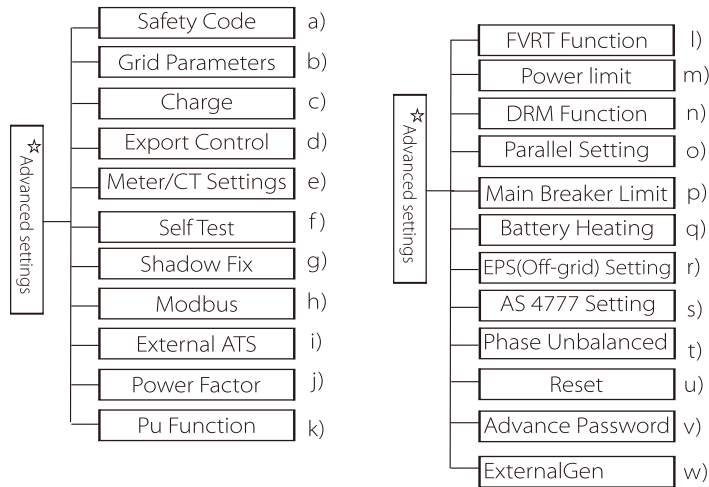 ☆ Advanced settings
Safety Code a)
Grid Parameters b)
Charge c)
Export Control d)
Meter/CT Settings e)
Self Test f)
Shadow Fix g)
Modbus h)
External ATS i)
Power Factor j)
Pu Function k)
☆ Advanced settings
FVRT Function l)
Power limit m)
DRM Function n)
Parallel Setting o)
Main Breaker Limit p)
Battery Heating q)
EPS(Off-grid) Setting r)
AS 4777 Setting s)
Phase Unbalanced t)
Reset u)
Advance Password v)
ExternalGen w)